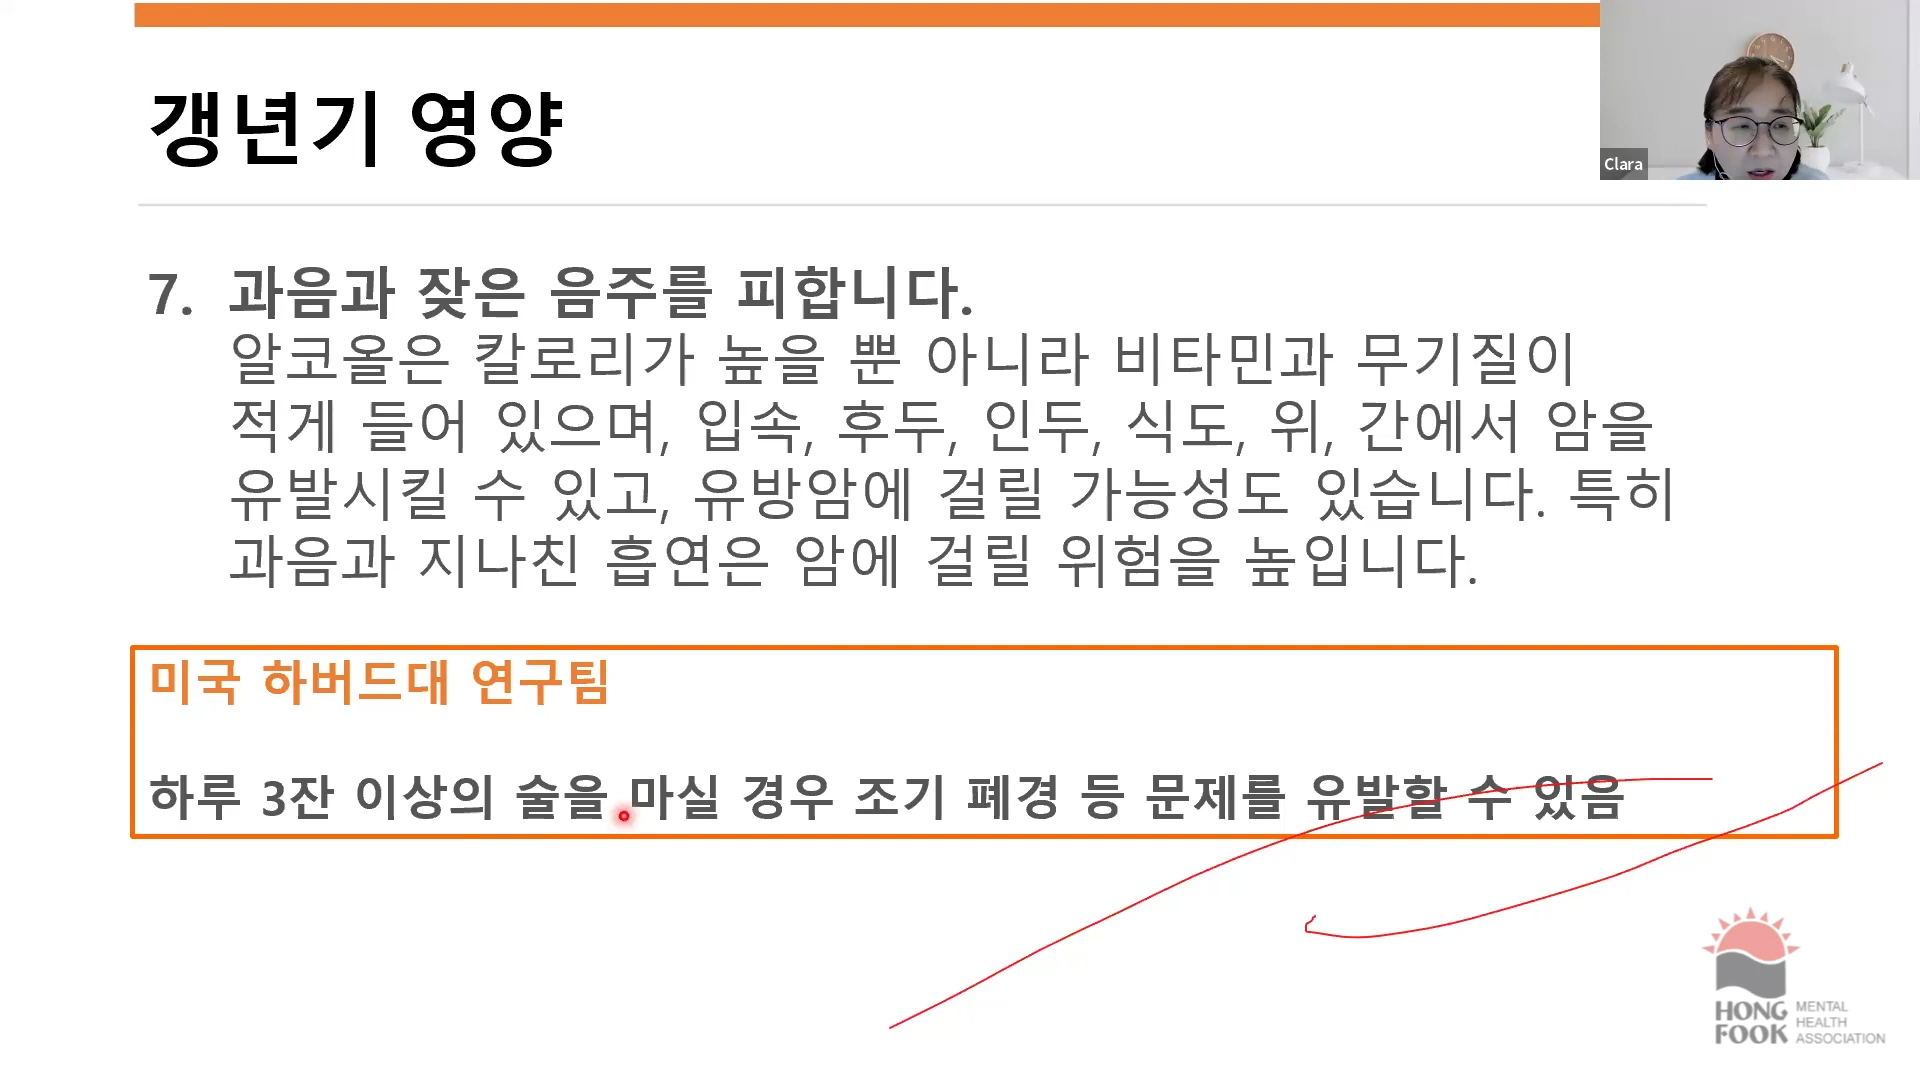 갱년기 영양
Clara
7. 과음과 잦은 음주를 피합니다.
알코올은 칼로리가 높을 뿐 아니라 비타민과 무기질이
적게 들어 있으며, 입속, 후두, 인두, 식도, 위, 간에서 암을
유발시킬 수 있고, 유방암에 걸릴 가능성도 있습니다. 특히
과음과 지나친 흡연은 암에 걸릴 위험을 높입니다.
미국 하버드대 연구팀
하루 3잔 이상의 술을 마실 경우 조기 폐경 등 문제를 유발할 수 있음
HONG FOOK
MENTAL
HEALTH
ASSOCIATION